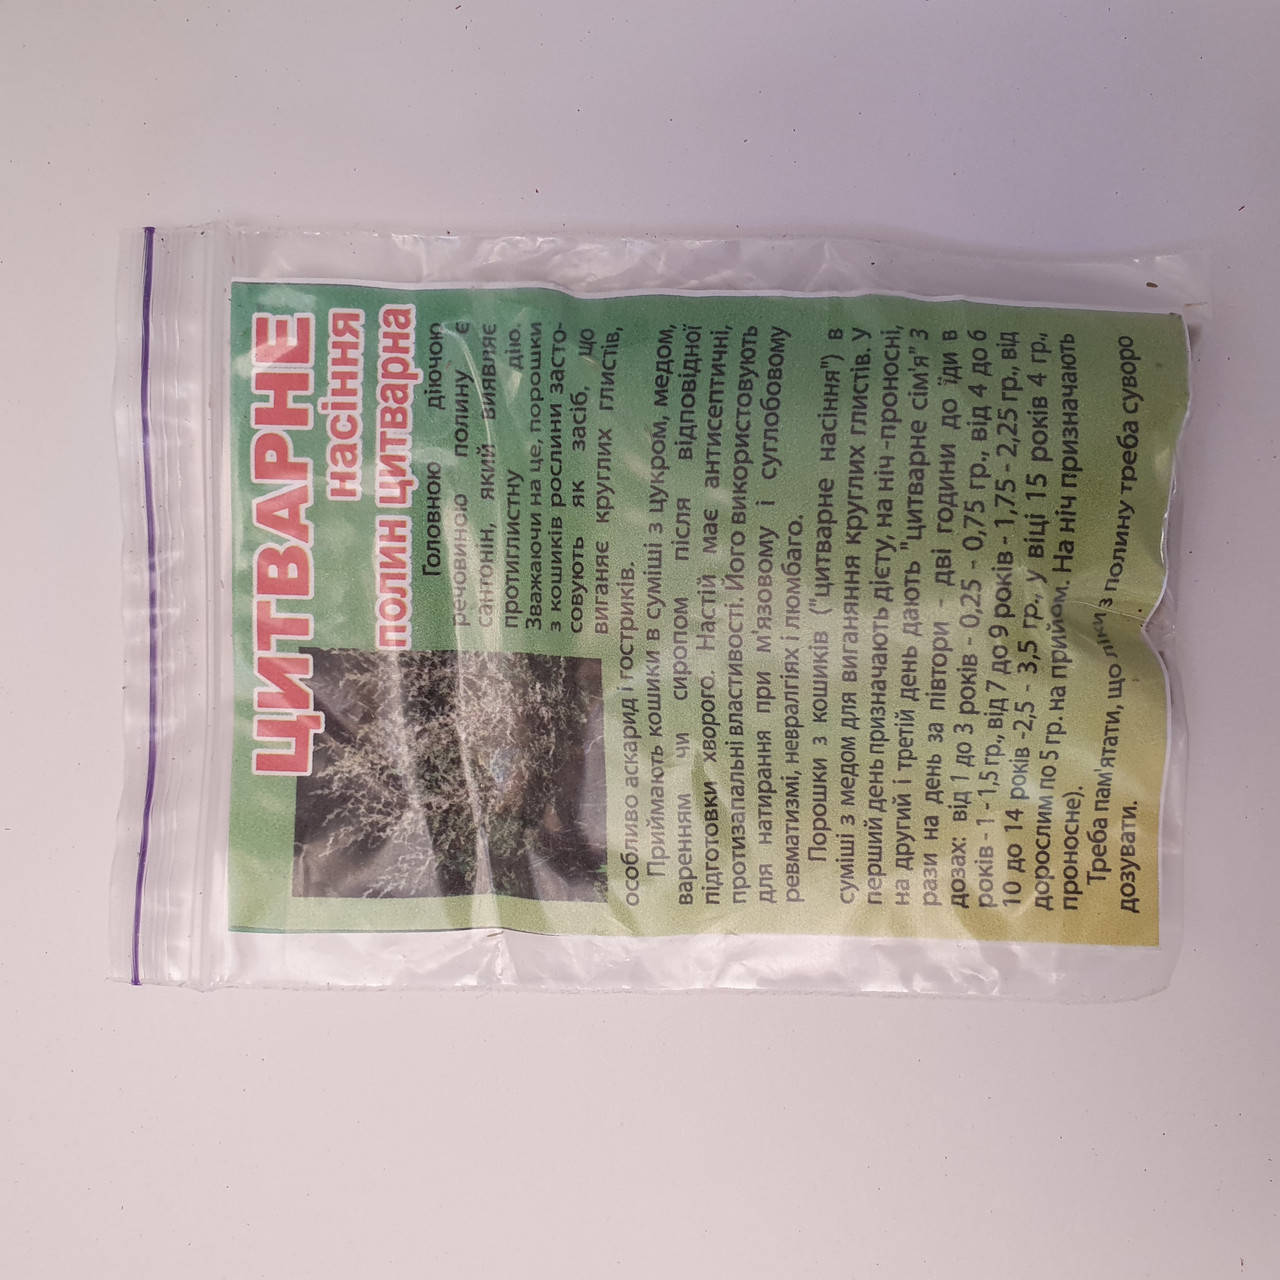 ЦИТВАРНЕ
насіння
полин цитварна
Головною діючою
речовиною полину є
сантонін, який виявляє
протиглистну дію.
Зважаючи на це, порошки
з кошиків рослини засто-
совують як засіб, що
виганяє круглих глистів,
особливо аскарид і гостриків.
Приймають кошики в суміші з цукром, медом,
варенням чи сиропом після відповідної
підготовки хворого. Настій має антисептичні,
протизапальні властивості. Його використовують
для натирання при м'язовому і суглобовому
ревматизмі, невралгіях і люмбаго.
Порошки з кошиків ("цитварне насіння") в
суміші з медом для виганяння круглих глистів. У
перший день призначають дієту, на ніч -проносні,
на другий і третій день дають "цитварне сім'я" 3
рази на день за півтори - дві години до їди в
дозах: від 1 до 3 років - 0,25 - 0,75 гр., від 4 до 6
років - 1 - 1,5 гр., від 7 до 9 років - 1,75 - 2,25 гр., від
10 до 14 років -2,5 - 3,5 гр., у віці 15 років 4 гр.,
дорослим по 5 гр. на прийом. На ніч призначають
проносне).
Треба пам'ятати, що ліки з полину треба суворо
дозувати.